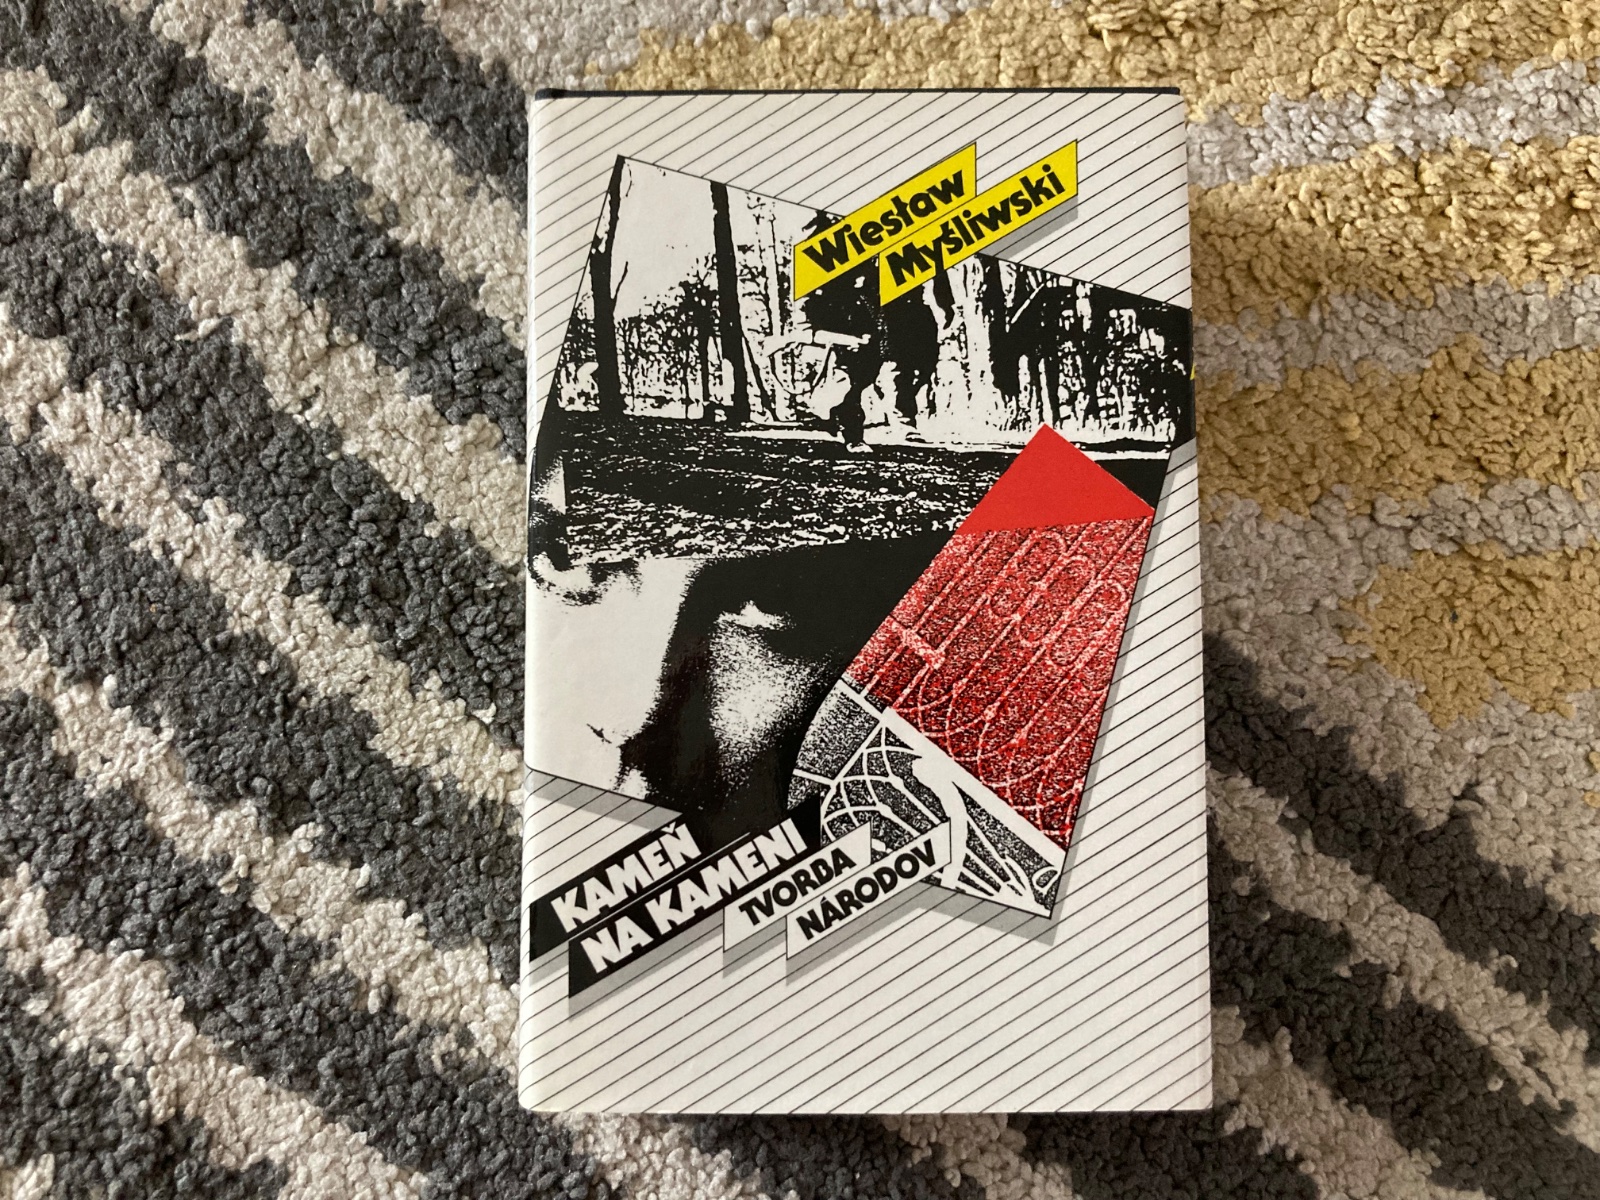 Wiesław
Myśliwski
KAMEŇ
NA KAMENI
TVORBA
NÁRODOV